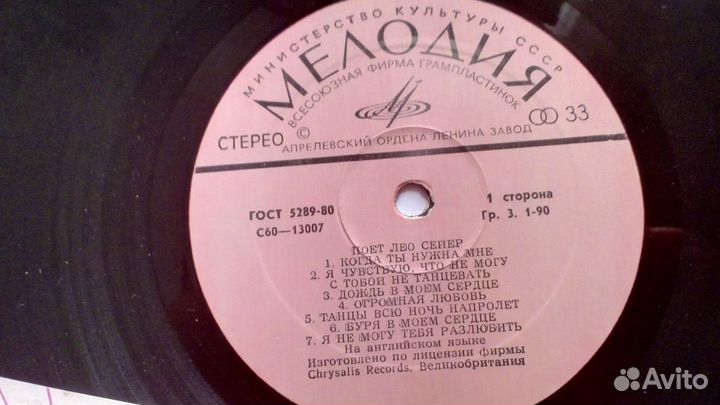 МИНИСТЕРСТВО КУЛЬТУРЫ СССР
МЕЛОДИЯ
ВСЕСОЮЗНАЯ ФИРМА ГРАМПЛАСТИНОК
СТЕРЕО © 33
АПРЕЛЕВСКИЙ ОРДЕНА ЛЕНИНА ЗАВОД
ГОСТ 5289-80 1 сторона
С60—13007 Гр. 3. 1-90
ПОЕТ ЛЕО СЕЙЕР
1. КОГДА ТЫ НУЖНА МНЕ
2. Я ЧУВСТВУЮ, ЧТО НЕ МОГУ
С ТОБОЙ НЕ ТАНЦЕВАТЬ
3. ДОЖДЬ В МОЕМ СЕРДЦЕ
4. ОГРОМНАЯ ЛЮБОВЬ
5. ТАНЦЫ ВСЮ НОЧЬ НАПРОЛЕТ
6. БУРЯ В МОЕМ СЕРДЦЕ
7. Я НЕ МОГУ ТЕБЯ РАЗЛЮБИТЬ
На английском языке
Изготовлено по лицензии фирмы
Chrysalis Records, Великобритания
Avito